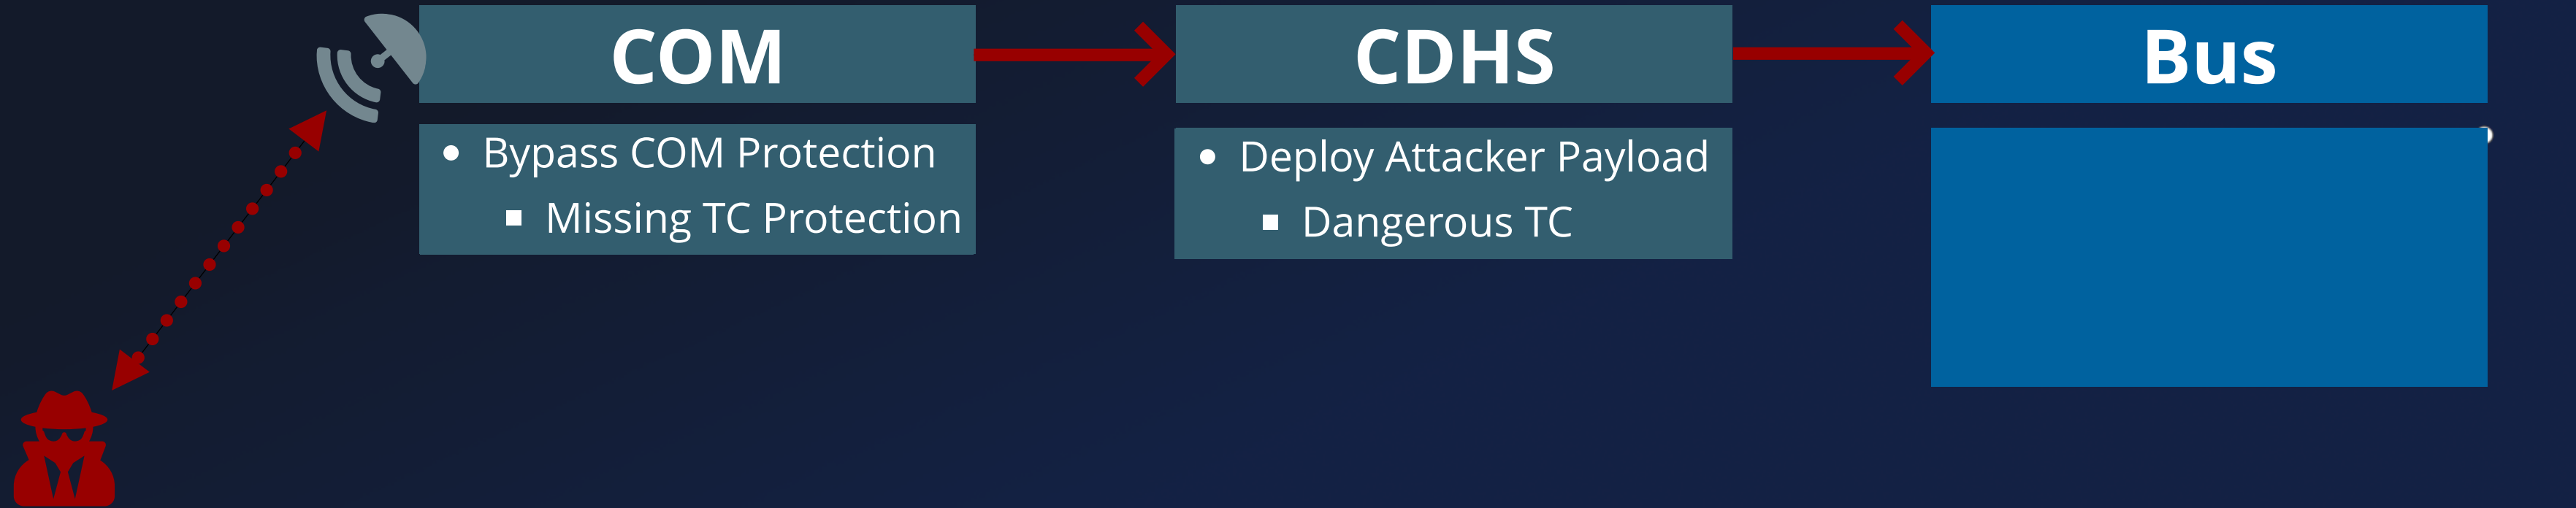 COM
Bypass COM Protection
Missing TC Protection
CDHS
Deploy Attacker Payload
Dangerous TC
Bus